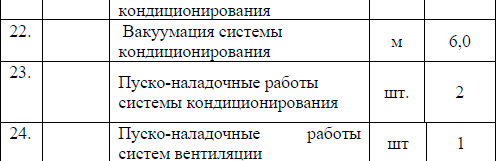 кондиционирования
22. Вакуумация системы
кондиционирования м 6,0
23.
Пуско-наладочные работы
системы кондиционирования шт. 2
24. Пуско-наладочные работы
систем вентиляции шт 1